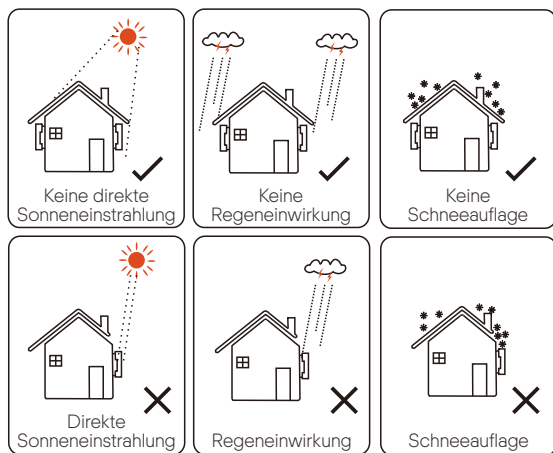 Keine direkte
Sonneneinstrahlung
Keine
Regeneinwirkung
Keine
Schneeauflage
Direkte
Sonneneinstrahlung
Regeneinwirkung
Schneeauflage